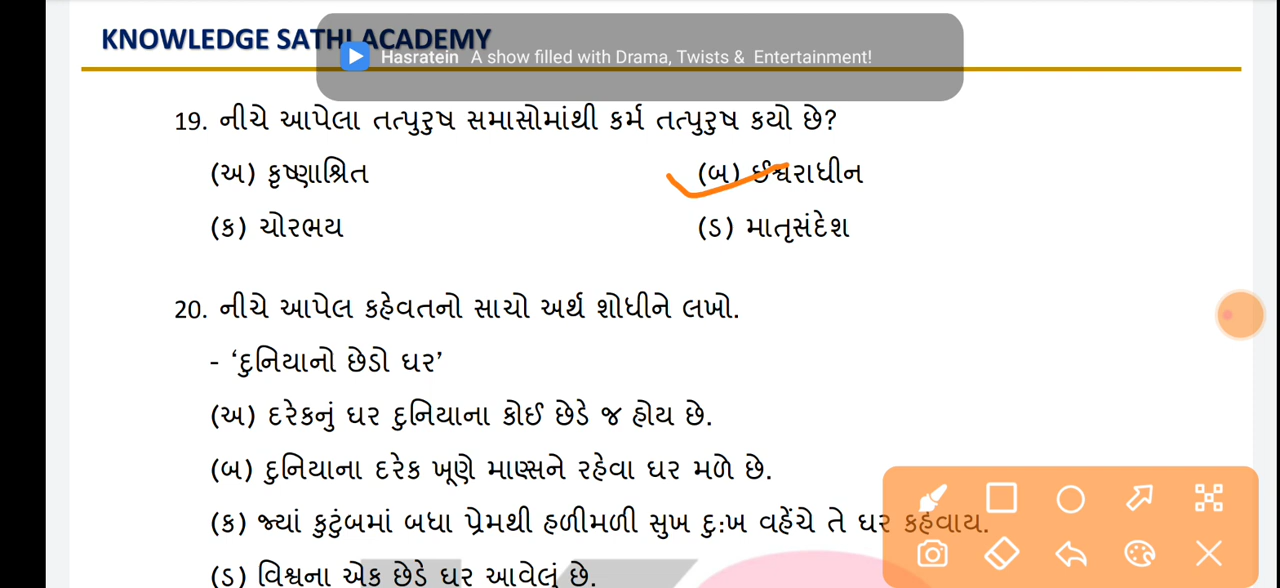 KNOWLEDGE SATHI ACADEMY
Hasratein A show filled with Drama, Twists & Entertainment!
19. નીચે આપેલા તત્પુરુષ સમાસોમાંથી કર્મ તત્પુરુષ કયો છે?
(અ) કૃષ્ણાશ્રિત (બ) ઈશ્વરાધીન
(ક) ચોરભય (ડ) માતૃસંદેશ
20. નીચે આપેલ કહેવતનો સાચો અર્થ શોધીને લખો.
- ‘દુનિયાનો છેડો ઘર’
(અ) દરેકનું ઘર દુનિયાના કોઈ છેડે જ હોય છે.
(બ) દુનિયાના દરેક ખૂણે માણ્સને રહેવા ઘર મળે છે.
(ક) જ્યાં કુટુંબમાં બધા પ્રેમથી હળીમળી સુખ દુ:ખ વહેંચે તે ઘર કહેવાય.
(ડ) વિશ્વના એક છેડે ઘર આવેલું છે.